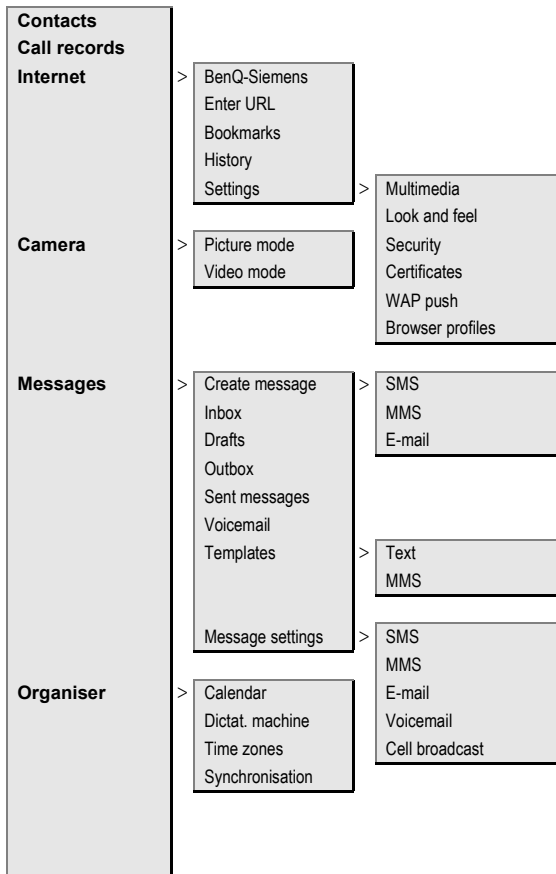 Contacts
Call records
Internet > BenQ-Siemens
Enter URL
Bookmarks
History
Settings > Multimedia
Look and feel
Camera > Picture mode Security
Video mode Certificates
WAP push
Browser profiles
Messages > Create message > SMS
Inbox MMS
Drafts E-mail
Outbox
Sent messages
Voicemail
Templates > Text
MMS
Message settings > SMS
MMS
Organiser > Calendar E-mail
Dictat. machine Voicemail
Time zones Cell broadcast
Synchronisation